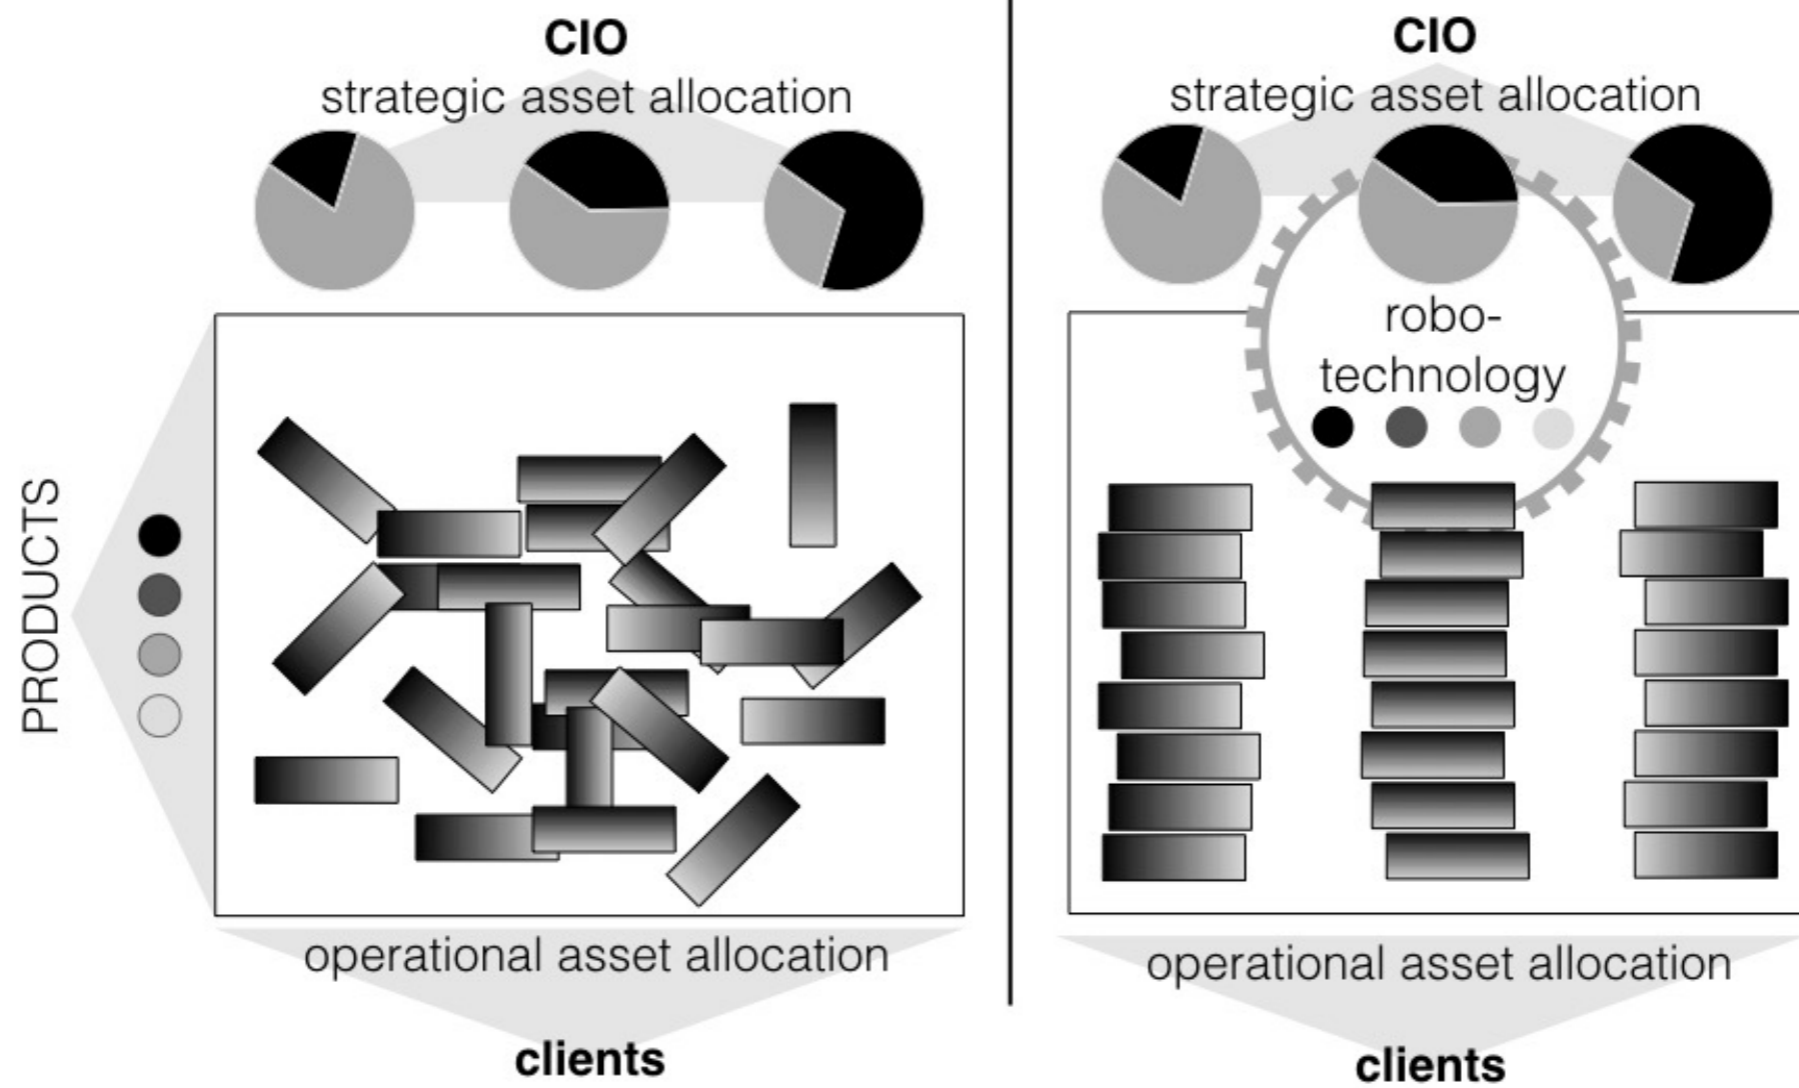 CIO
strategic asset allocation
PRODUCTS
operational asset allocation
clients
CIO
strategic asset allocation
robo-
technology
operational asset allocation
clients